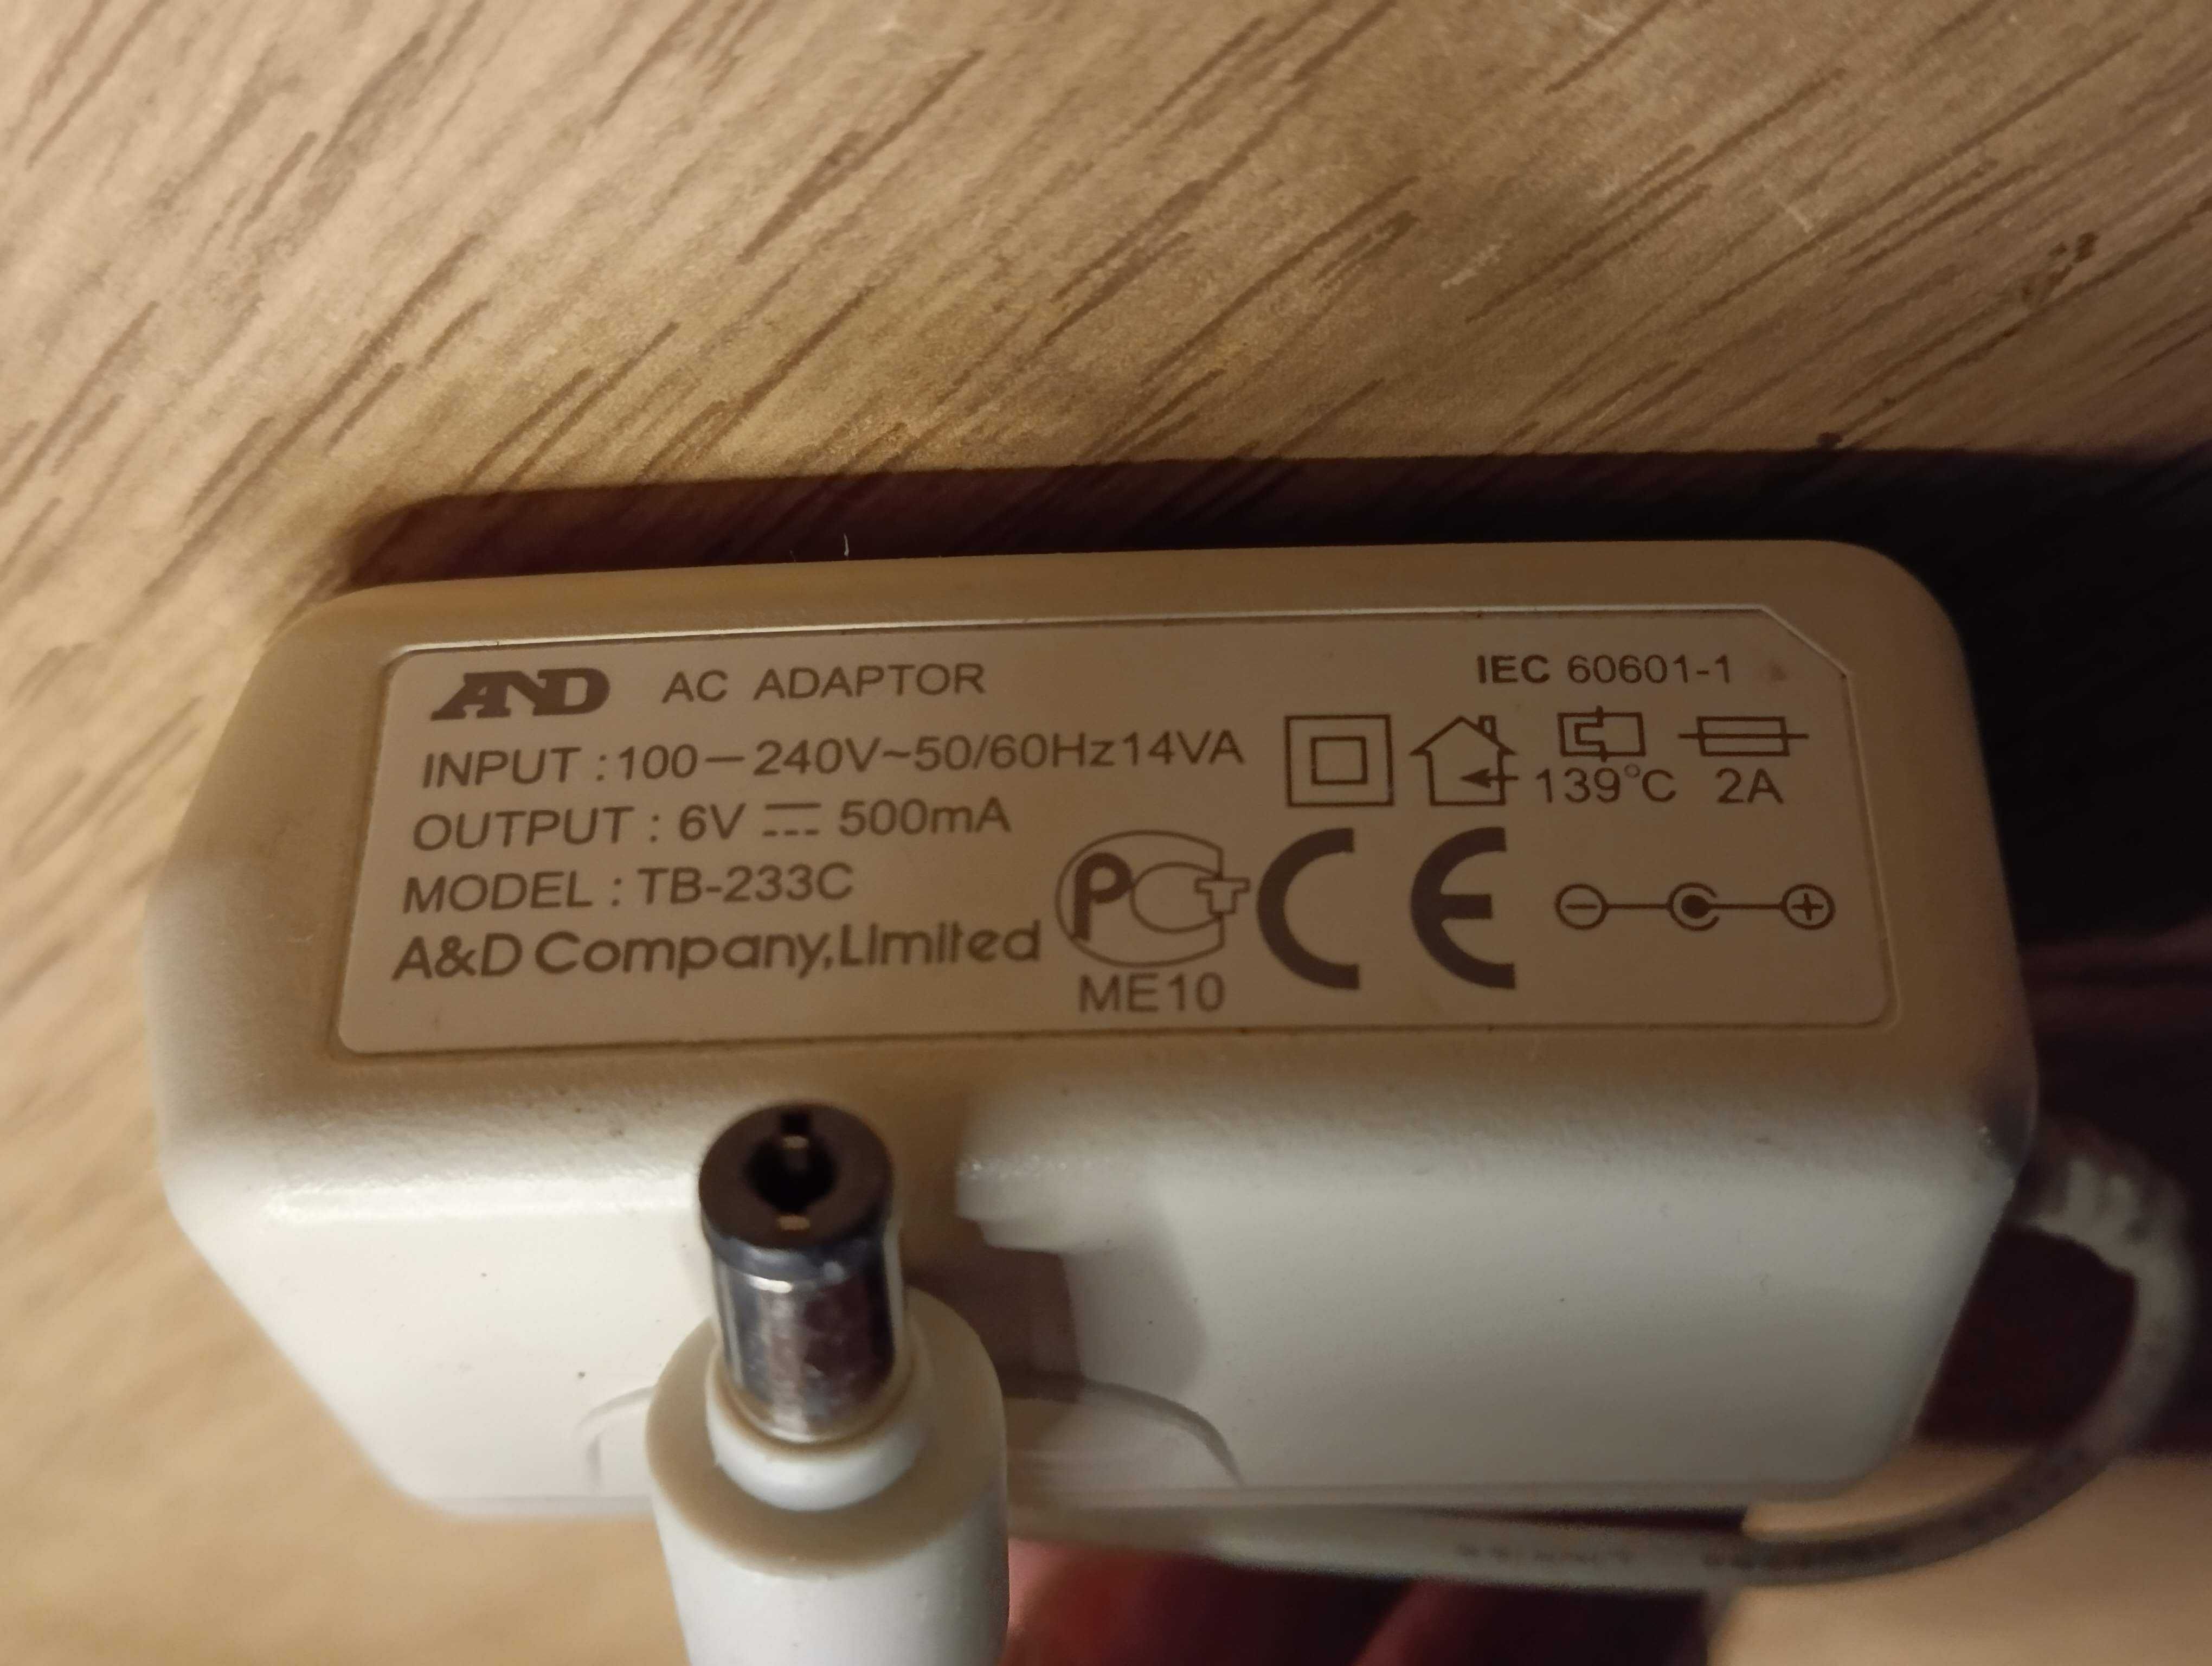 AND AC ADAPTOR
IEC 60601-1
INPUT : 100-240V~50/60Hz14VA
139°C 2A
OUTPUT : 6V ⎓ 500mA
MODEL : TB-233C
A&D Company,Limited
PCT CE
ME10